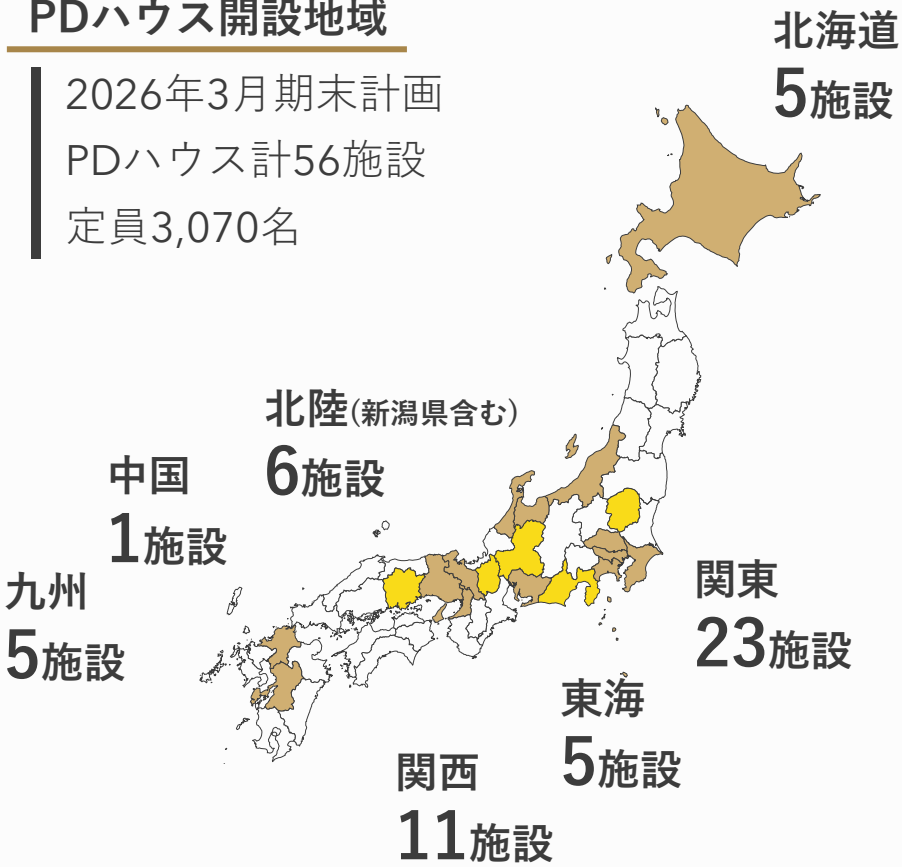 PDハウス開設地域
2026年3月期末計画
PDハウス計56施設
定員3,070名
北海道
5施設
北陸(新潟県含む)
6施設
中国
1施設
九州
5施設
関東
23施設
東海
5施設
関西
11施設